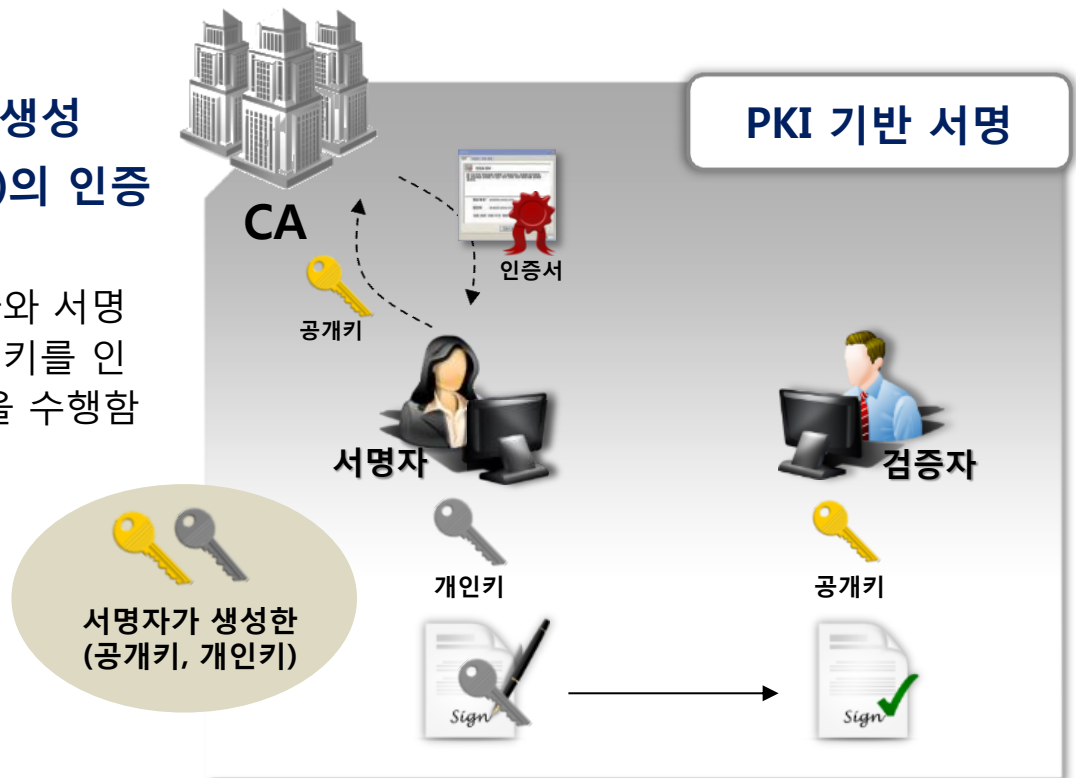 생성
PKI 기반 서명
)의 인증
CA
인증서
공개키
와 서명
키를 인
을 수행함
서명자
검증자
개인키
공개키
서명자가 생성한
(공개키, 개인키)
Sign
Sign